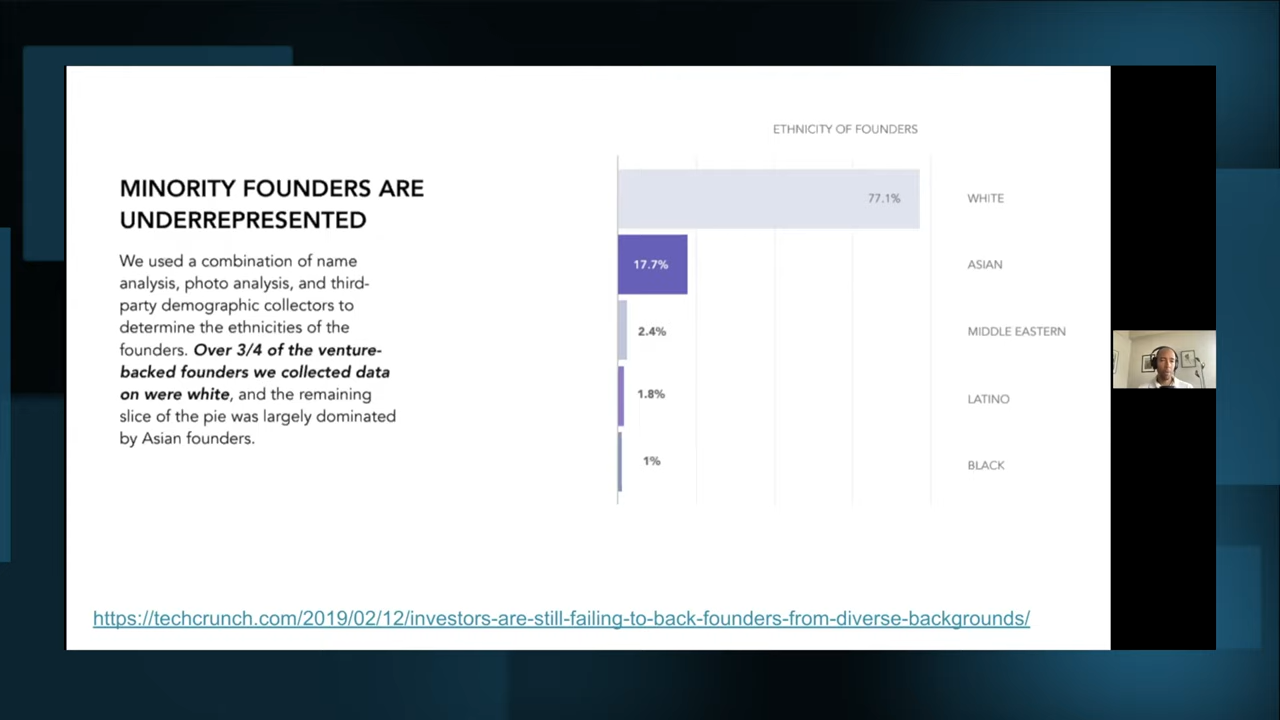 MINORITY FOUNDERS ARE
UNDERREPRESENTED
We used a combination of name
analysis, photo analysis, and third-
party demographic collectors to
determine the ethnicities of the
founders. Over 3/4 of the venture-
backed founders we collected data
on were white, and the remaining
slice of the pie was largely dominated
by Asian founders.
ETHNICITY OF FOUNDERS
77.1% WHITE
17.7% ASIAN
2.4% MIDDLE EASTERN
1.8% LATINO
1% BLACK
https://techcrunch.com/2019/02/12/investors-are-still-failing-to-back-founders-from-diverse-backgrounds/